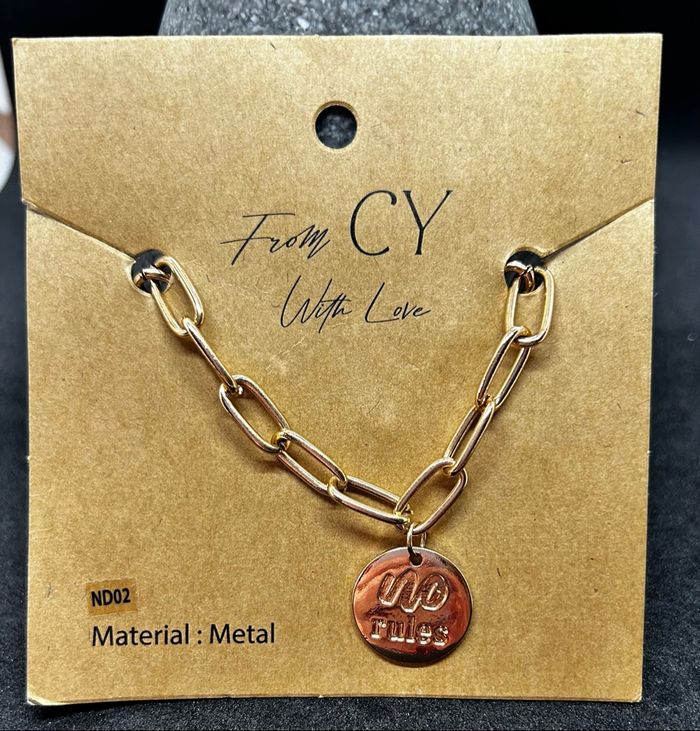 From CY
With Love
no
rules
ND02
Material : Metal